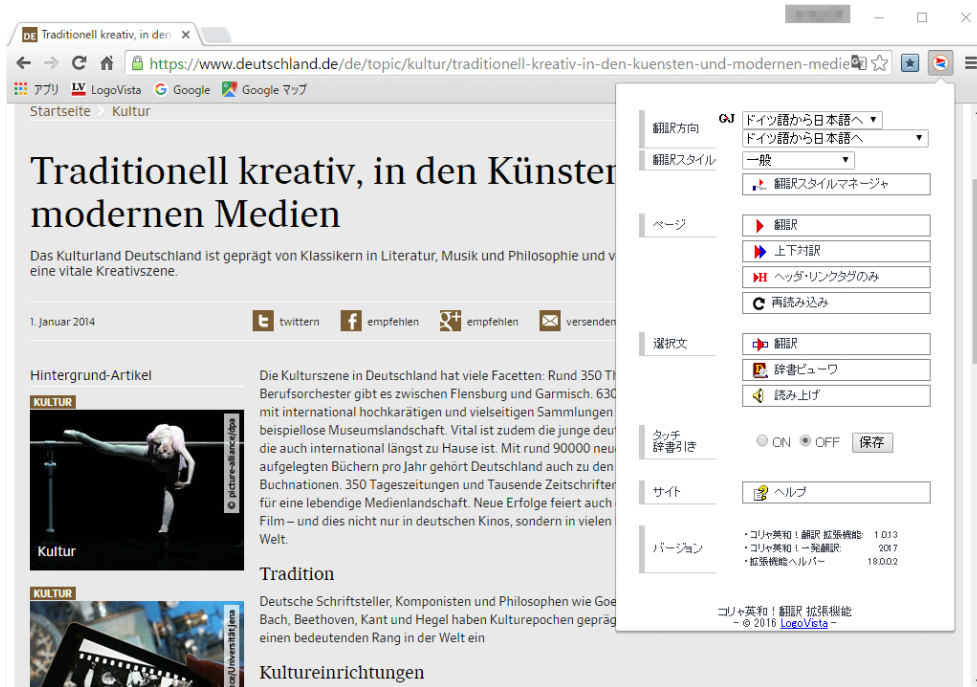 DE Traditionell kreativ, in den
https://www.deutschland.de/de/topic/kultur/traditionell-kreativ-in-den-kuensten-und-modernen-medie
アプリ LV LogoVista G Google Google マップ
Startseite Kultur
Traditionell kreativ, in den Künsten
modernen Medien
Das Kulturland Deutschland ist geprägt von Klassikern in Literatur, Musik und Philosophie und v
eine vitale Kreativszene.
1. Januar 2014
twittern
f empfehlen
g+ empfehlen
versenden
Hintergrund-Artikel
KULTUR
© picture-alliance/dpa
Kultur
KULTUR
nce/Universität Jena
Die Kulturszene in Deutschland hat viele Facetten: Rund 350 Th
Berufsorchester gibt es zwischen Flensburg und Garmisch. 630
mit international hochkarätigen und vielseitigen Sammlungen
beispiellose Museumslandschaft. Vital ist zudem die junge deut
die auch international längst zu Hause ist. Mit rund 90000 neu
aufgelegten Büchern pro Jahr gehört Deutschland auch zu den
Buchnationen. 350 Tageszeitungen und Tausende Zeitschriften
für eine lebendige Medienlandschaft. Neue Erfolge feiert auch
Film – und dies nicht nur in deutschen Kinos, sondern in vielen
Welt.
Tradition
Deutsche Schriftsteller, Komponisten und Philosophen wie Goe
Bach, Beethoven, Kant und Hegel haben Kulturepochen gepräg
einen bedeutenden Rang in der Welt ein
Kultureinrichtungen
翻訳方向 GJ ドイツ語から日本語へ
ドイツ語から日本語へ
翻訳スタイル 一般
翻訳スタイルマネージャ
ページ 翻訳
上下対訳
H ヘッダ・リンクタグのみ
再読み込み
選択文 翻訳
辞書ビューワ
読み上げ
タッチ
辞書引き
ON OFF 保存
サイト ヘルプ
バージョン
・コリャ英和!翻訳 拡張機能: 1.0.1.3
・コリャ英和!一発翻訳: 2017
・拡張機能ヘルパー 18.0.0.2
コリャ英和!翻訳 拡張機能
- © 2016 LogoVista -